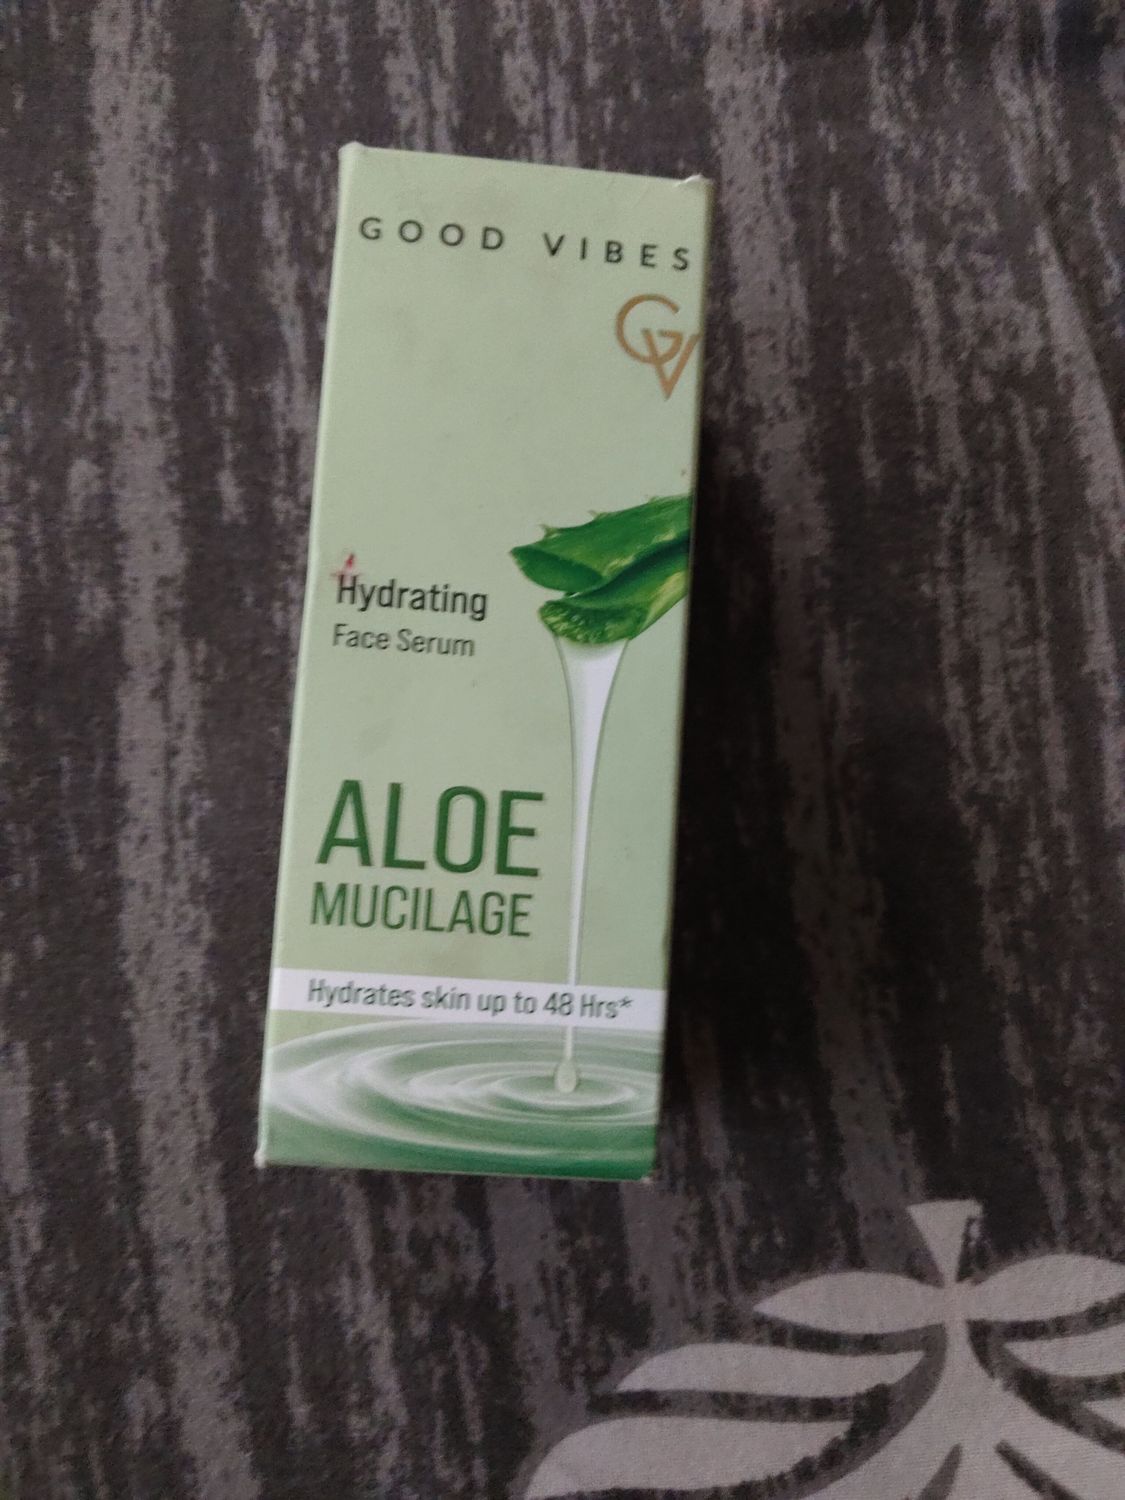 GOOD VIBES
GV
Hydrating
Face Serum
ALOE
MUCILAGE
Hydrates skin up to 48 Hrs*